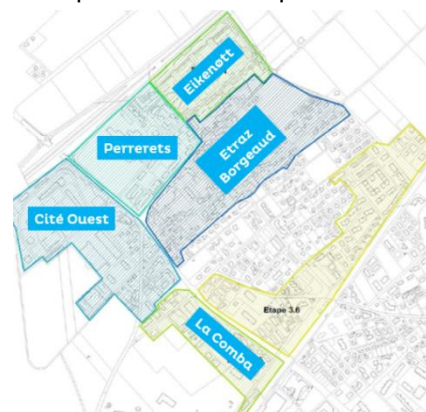 Eikenøtt
Perrerets
Etraz
Borgeaud
Cité Ouest
Etape 3.6
La Comba